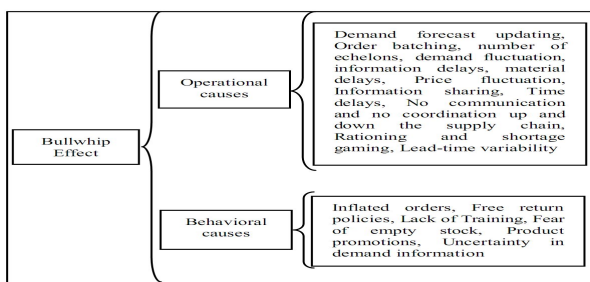 Bullwhip
Effect
Operational
causes
Demand forecast updating,
Order batching, number of
echelons, demand fluctuation,
information delays, material
delays, Price fluctuation,
Information sharing, Time
delays, No communication
and no coordination up and
down the supply chain,
Rationing and shortage
gaming, Lead-time variability
Behavioral
causes
Inflated orders, Free return
policies, Lack of Training, Fear
of empty stock, Product
promotions, Uncertainty in
demand information